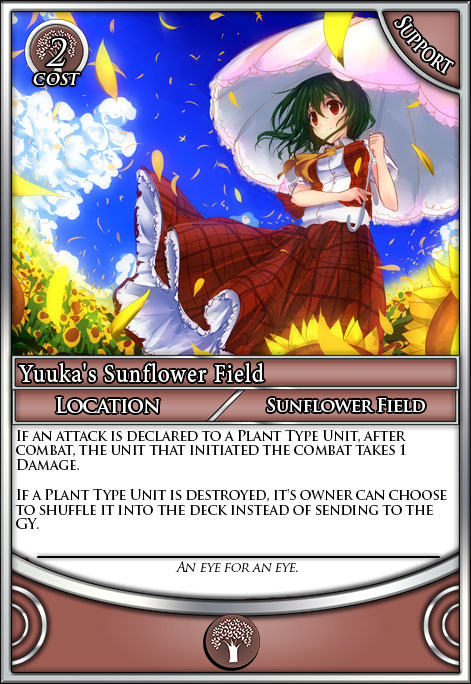 2
COST
SUPPORT
Yuuka's Sunflower Field
LOCATION / SUNFLOWER FIELD
IF AN ATTACK IS DECLARED TO A PLANT TYPE UNIT, AFTER
COMBAT, THE UNIT THAT INITIATED THE COMBAT TAKES 1
DAMAGE.
IF A PLANT TYPE UNIT IS DESTROYED, IT'S OWNER CAN CHOOSE
TO SHUFFLE IT INTO THE DECK INSTEAD OF SENDING TO THE
GY.
AN EYE FOR AN EYE.